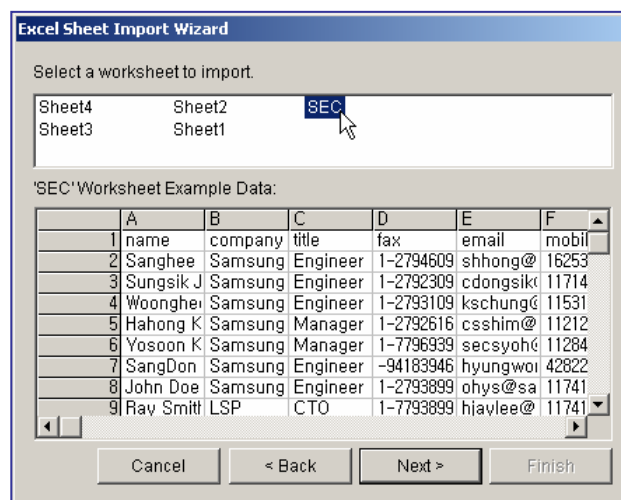 Excel Sheet Import Wizard
Select a worksheet to import.
Sheet4 Sheet2 SEC
Sheet3 Sheet1
'SEC' Worksheet Example Data:
A B C D E F
1 name company title fax email mobil
2 Sanghee Samsung Engineer 1-2794609 shhong@ 16253
3 Sungsik J Samsung Engineer 1-2792309 cdongsik 11714
4 Woonghe Samsung Engineer 1-2793109 kschung@ 11531
5 Hahong K Samsung Manager 1-2792616 csshim@ 11212
6 Yosoon K Samsung Manager 1-7796939 secsyoh@ 11284
7 SangDon Samsung Engineer -94183946 hyungwoi 42822
8 John Doe Samsung Engineer 1-2793899 ohys@sa 11741
9 Ray Smith LSP CTO 1-7793899 hjaylee@ 11741
Cancel < Back Next > Finish